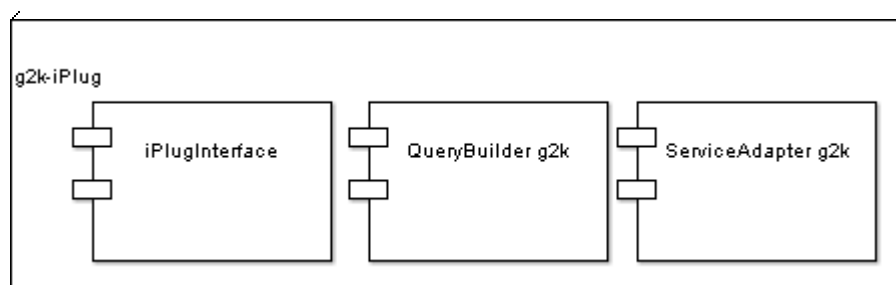 g2k-iPlug
iPlugInterface
QueryBuilder g2k
ServiceAdapter g2k